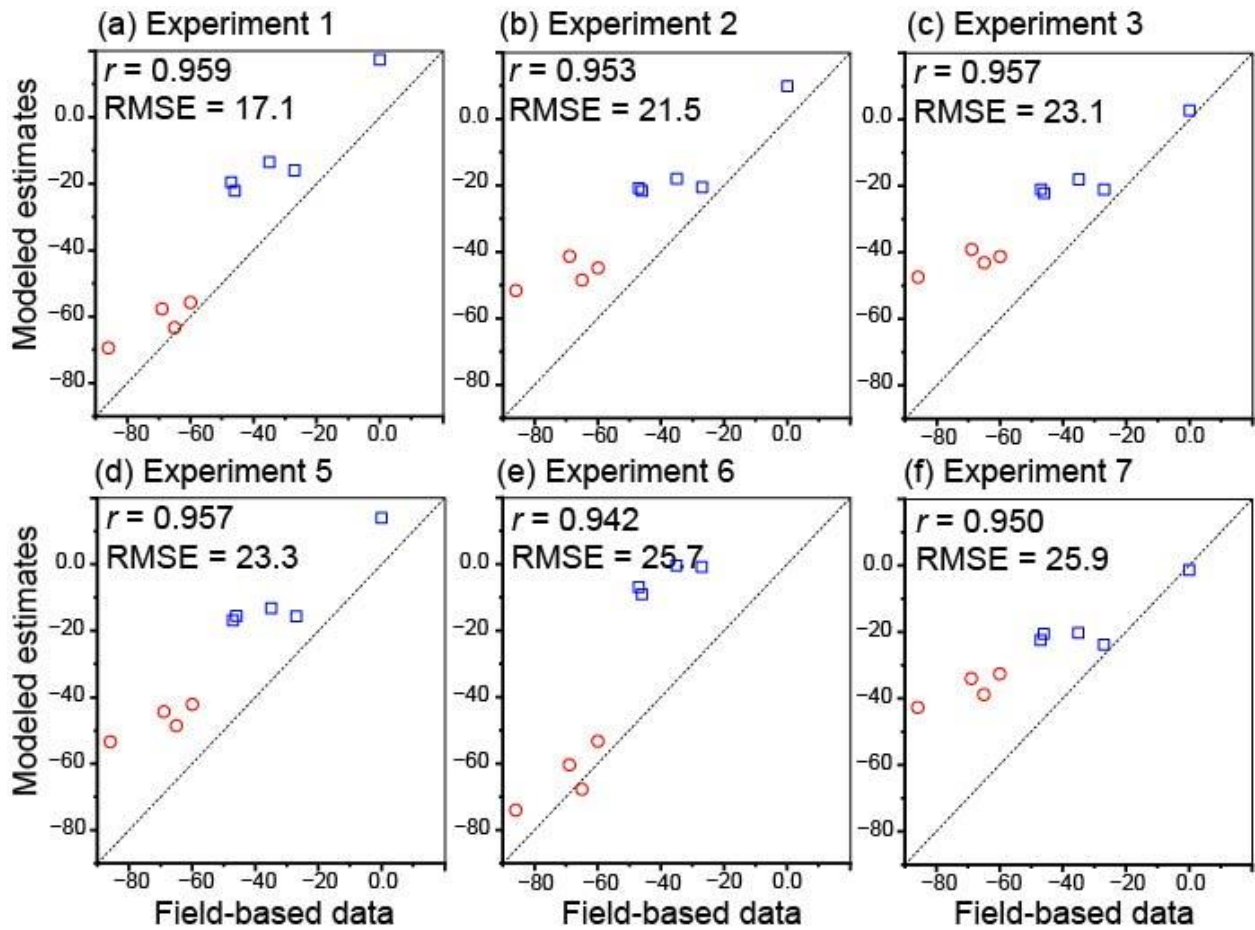 (a) Experiment 1
r = 0.959
RMSE = 17.1
Modeled estimates
0.0
−20
−40
−60
−80
−80 −60 −40 −20 0.0
(b) Experiment 2
r = 0.953
RMSE = 21.5
0.0
−20
−40
−60
−80
−80 −60 −40 −20 0.0
(c) Experiment 3
r = 0.957
RMSE = 23.1
0.0
−20
−40
−60
−80
−80 −60 −40 −20 0.0
(d) Experiment 5
r = 0.957
RMSE = 23.3
Modeled estimates
0.0
−20
−40
−60
−80
−80 −60 −40 −20 0.0
Field-based data
(e) Experiment 6
r = 0.942
RMSE = 25.7
0.0
−20
−40
−60
−80
−80 −60 −40 −20 0.0
Field-based data
(f) Experiment 7
r = 0.950
RMSE = 25.9
0.0
−20
−40
−60
−80
−80 −60 −40 −20 0.0
Field-based data